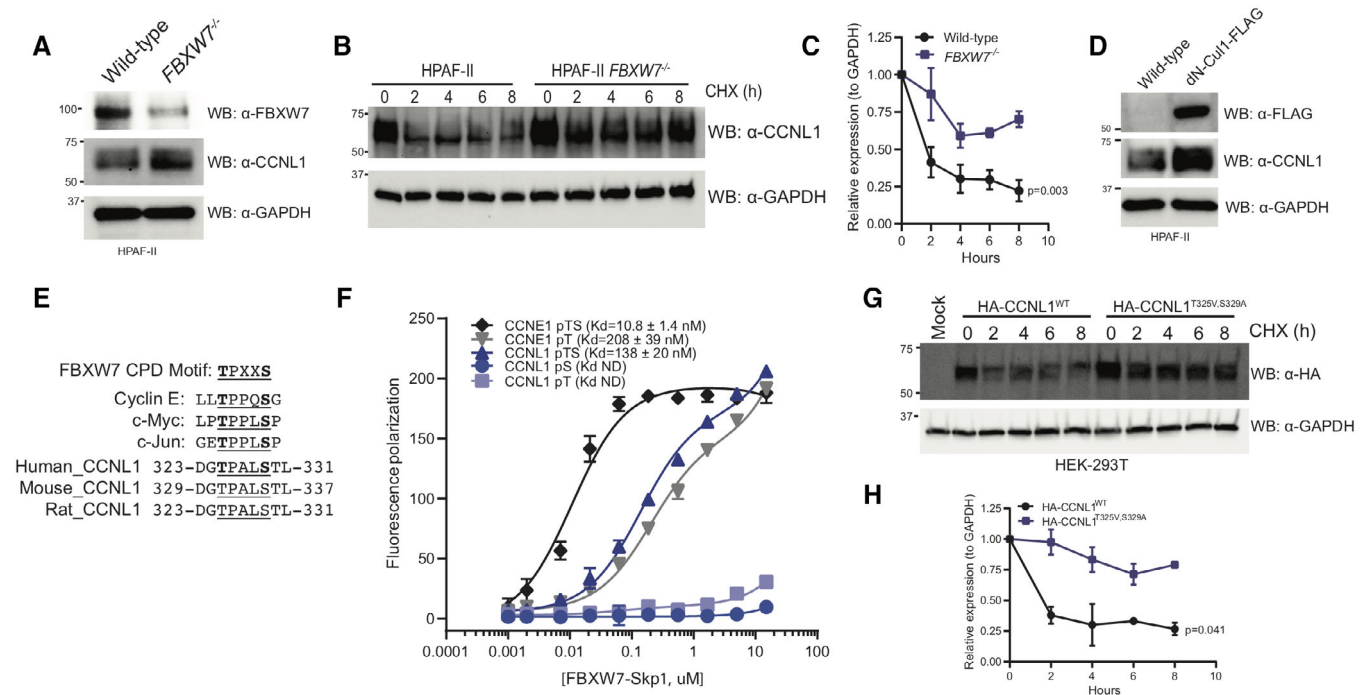 A
Wild-type
FBXW7-/-
100-
WB: α-FBXW7
75
WB: α-CCNL1
50
37-
WB: α-GAPDH
HPAF-II
B
HPAF-II
HPAF-II FBXW7-/-
0 2 4 6 8 0 2 4 6 8 CHX (h)
75-
WB: α-CCNL1
50-
37-
WB: α-GAPDH
C
Wild-type
FBXW7-/-
Relative expression (to GAPDH)
1.25
1.00
0.75
0.50
0.25
0.00
p=0.003
0 2 4 6 8 10
Hours
D
Wild-type
dN-Cul1-FLAG
WB: α-FLAG
50
75
WB: α-CCNL1
50
37
WB: α-GAPDH
HPAF-II
E
FBXW7 CPD Motif: TPXXS
Cyclin E: LLTPPQSG
c-Myc: LPTPPLSP
c-Jun: GETPPLSP
Human_CCNL1 323-DGTPALSTL-331
Mouse_CCNL1 329-DGTPALSTL-337
Rat_CCNL1 323-DGTPALSTL-331
F
CCNE1 pTS (Kd=10.8 ± 1.4 nM)
CCNE1 pT (Kd=208 ± 39 nM)
CCNL1 pTS (Kd=138 ± 20 nM)
CCNL1 pS (Kd ND)
CCNL1 pT (Kd ND)
Fluorescence polarization
250
200
150
100
50
0
0.0001 0.001 0.01 0.1 1 10 100
[FBXW7-Skp1, uM]
G
Mock
HA-CCNL1WT
HA-CCNL1T325V,S329A
0 2 4 6 8 0 2 4 6 8 CHX (h)
75-
WB: α-HA
50-
37-
WB: α-GAPDH
HEK-293T
H
HA-CCNL1WT
HA-CCNL1T325V,S329A
Relative expression (to GAPDH)
1.25
1.00
0.75
0.50
0.25
0.00
p=0.041
0 2 4 6 8 10
Hours